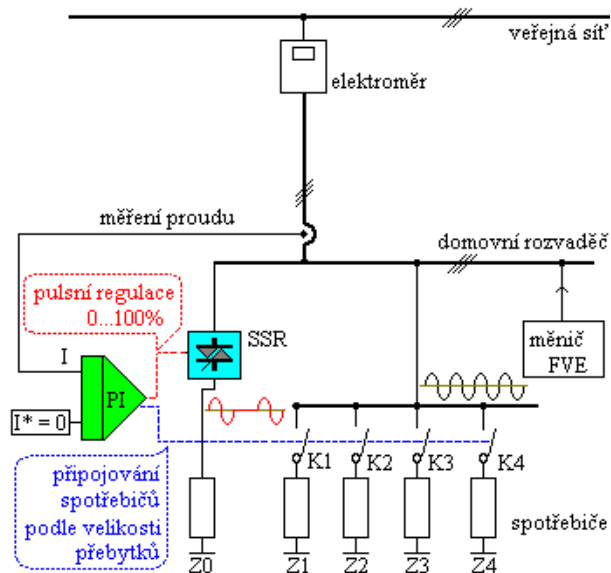 veřejná síť
elektroměr
měření proudu
domovní rozvaděč
pulsní regulace
0...100%
SSR
měnič
FVE
I
PI
I* = 0
K1
K2
K3
K4
připojování
spotřebičů
podle velikosti
přebytků
spotřebiče
Z0
Z1
Z2
Z3
Z4